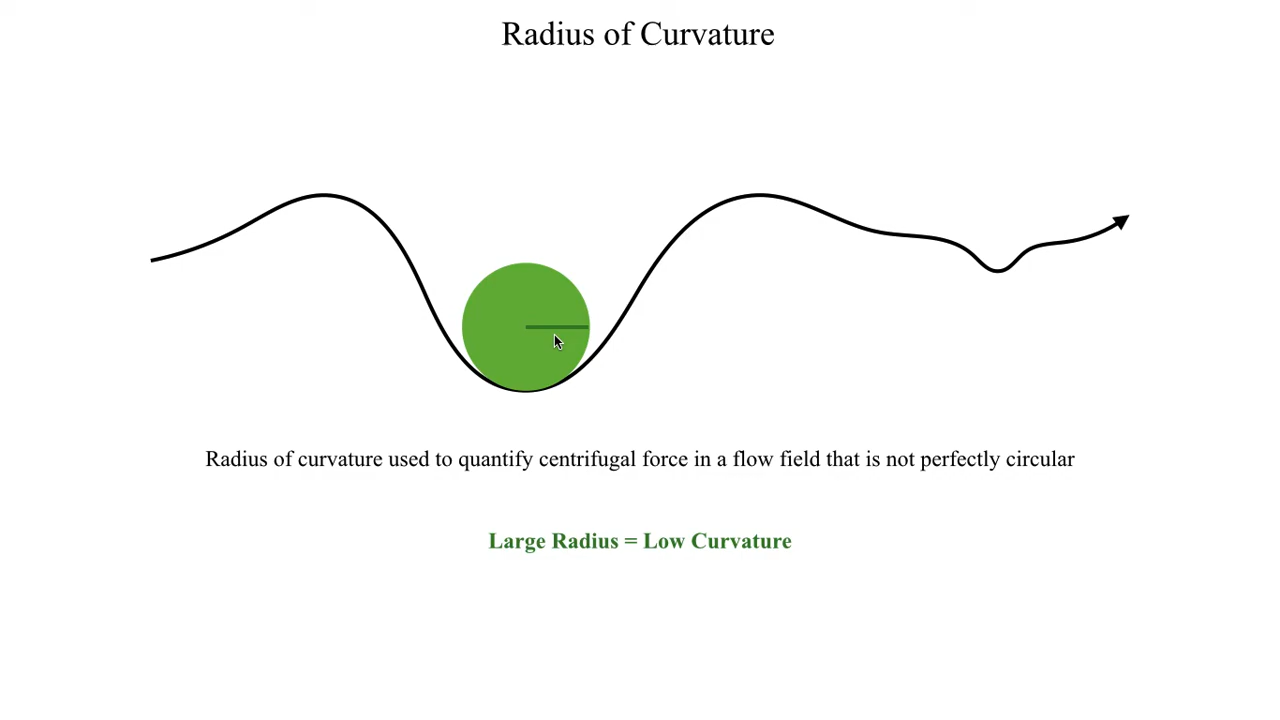 Radius of Curvature
Radius of curvature used to quantify centrifugal force in a flow field that is not perfectly circular
Large Radius = Low Curvature